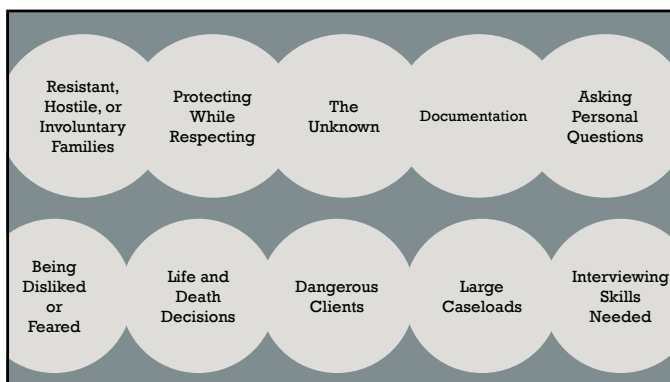 Resistant,
Hostile, or
Involuntary
Families
Protecting
While
Respecting
The
Unknown
Documentation
Asking
Personal
Questions
Being
Disliked
or
Feared
Life and
Death
Decisions
Dangerous
Clients
Large
Caseloads
Interviewing
Skills
Needed